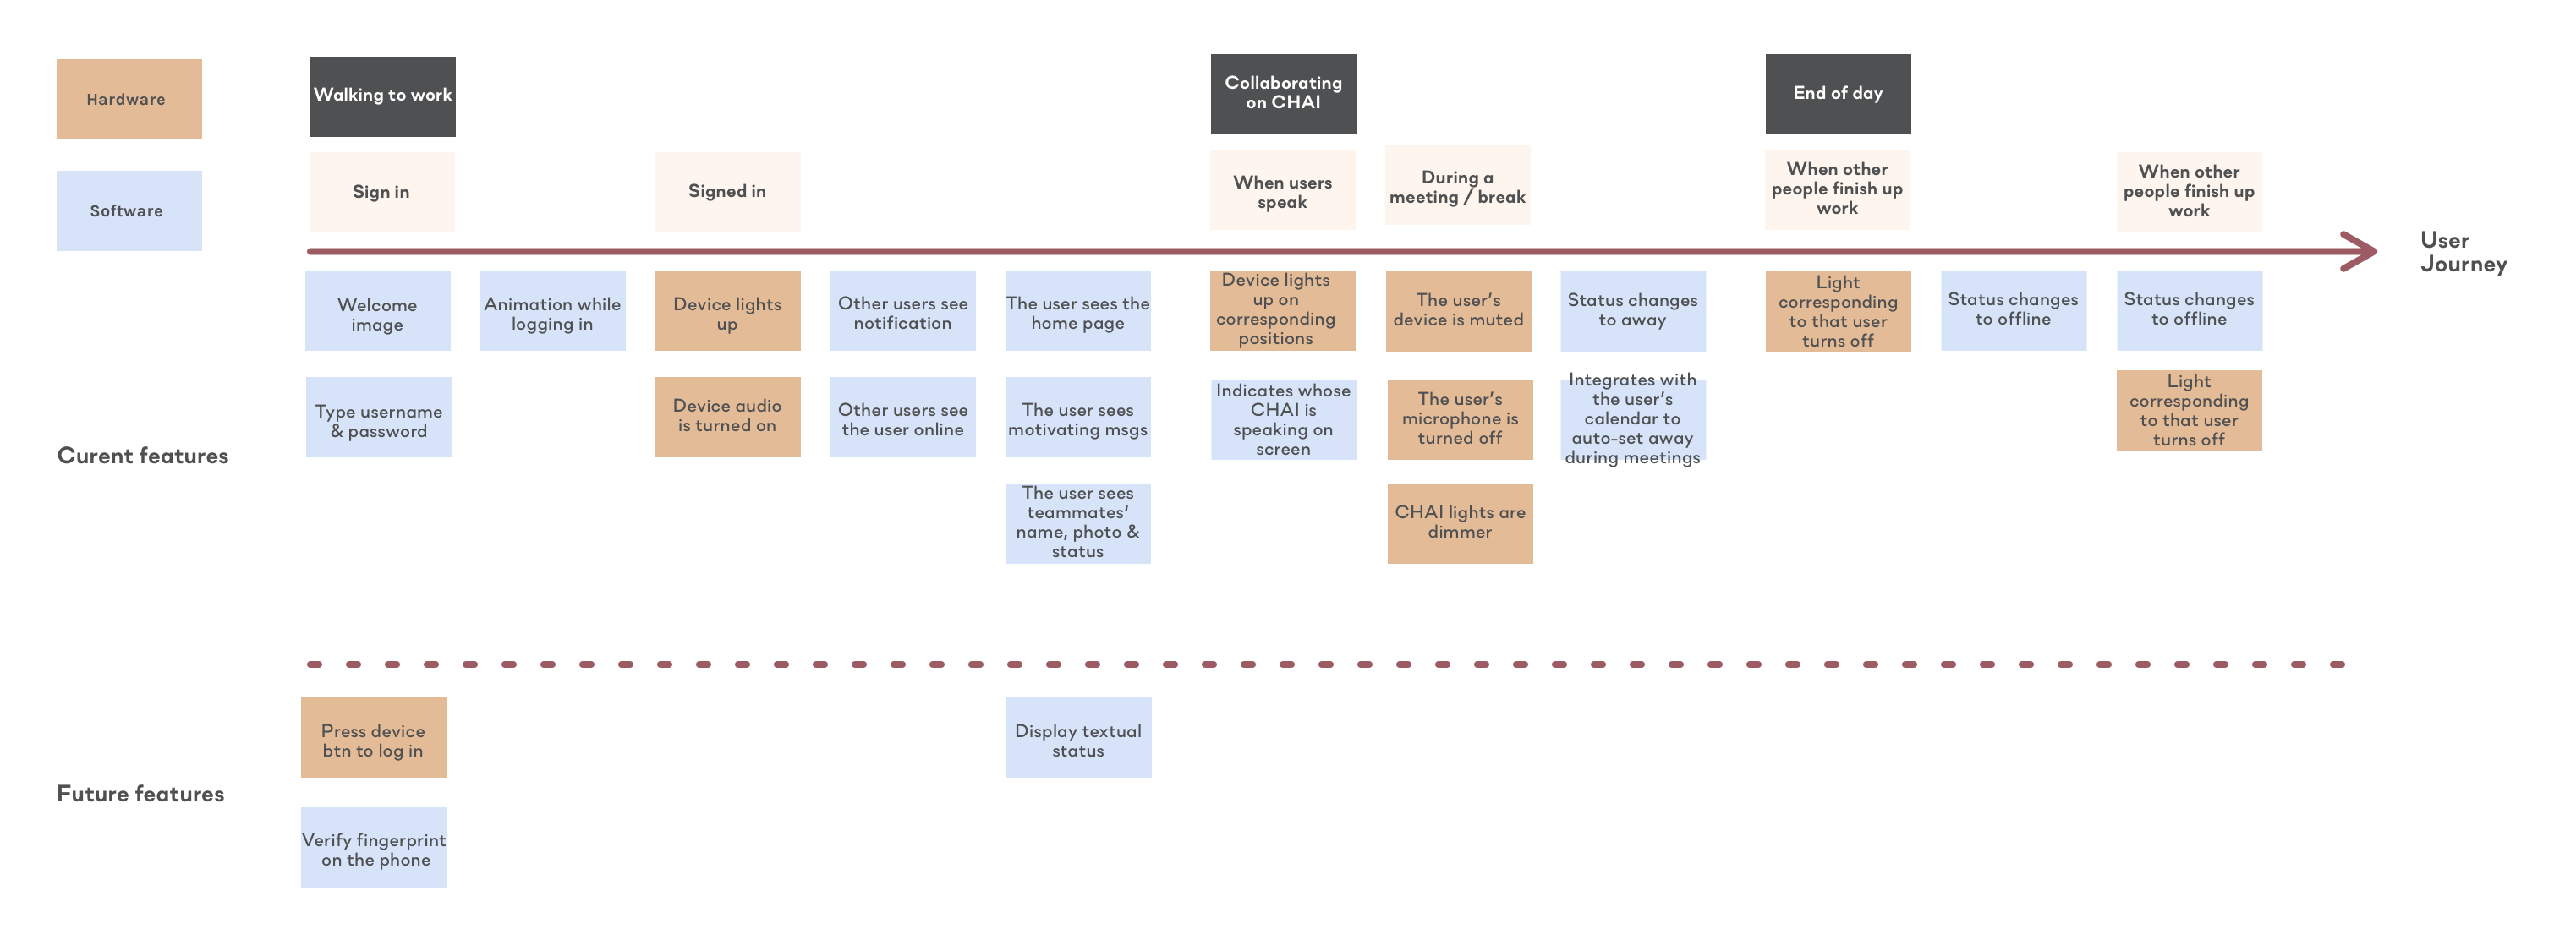 Hardware
Software
Walking to work
Collaborating
on CHAI
End of day
Sign in
Signed in
When users
speak
During a
meeting / break
When other
people finish up
work
When other
people finish up
work
User
Journey
Curent features
Welcome
image
Animation while
logging in
Device lights
up
Other users see
notification
The user sees the
home page
Device lights
up on
corresponding
positions
The user's
device is muted
Status changes
to away
Light
corresponding
to that user
turns off
Status changes
to offline
Status changes
to offline
Type username
& password
Device audio
is turned on
Other users see
the user online
The user sees
motivating msgs
Indicates whose
CHAI is
speaking on
screen
The user's
microphone is
turned off
Integrates with
the user's
calendar to
auto-set away
during meetings
Light
corresponding
to that user
turns off
The user sees
teammates‘
name, photo &
status
CHAI lights are
dimmer
Future features
Press device
btn to log in
Display textual
status
Verify fingerprint
on the phone